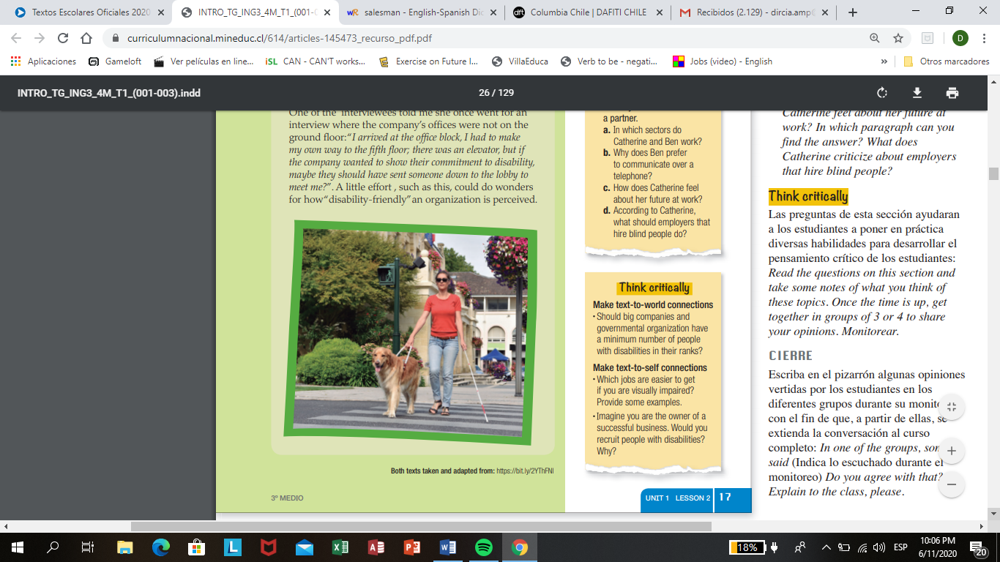 Textos Escolares Oficiales 2020
INTRO_TG_ING3_4M_T1_(001-0
salesman - English-Spanish Dic
Columbia Chile | DAFITI CHILE
Recibidos (2.129) - dircia.amp@
curriculumnacional.mineduc.cl/614/articles-145473_recurso_pdf.pdf
D
Aplicaciones
Gameloft
Ver películas en line...
iSL CAN - CAN'T works...
Exercise on Future I...
VillaEduca
Verb to be - negati...
Jobs (video) - English
»
Otros marcadores
INTRO_TG_ING3_4M_T1_(001-003).indd
26 / 129
One of the interviewees told me she once went for an
interview where the company's offices were not on the
ground floor:“I arrived at the office block, I had to make
my own way to the fifth floor; there was an elevator, but if
the company wanted to show their commitment to disability,
maybe they should have sent someone down to the lobby to
meet me?”. A little effort , such as this, could do wonders
for how“disability-friendly”an organization is perceived.
Both texts taken and adapted from: https://bit.ly/2YThFNl
3º MEDIO
a partner.
a. In which sectors do
Catherine and Ben work?
b. Why does Ben prefer
to communicate over a
telephone?
c. How does Catherine feel
about her future at work?
d. According to Catherine,
what should employers that
hire blind people do?
Think critically
Make text-to-world connections
• Should big companies and
governmental organization have
a minimum number of people
with disabilities in their ranks?
Make text-to-self connections
• Which jobs are easier to get
if you are visually impaired?
Provide some examples.
• Imagine you are the owner of a
successful business. Would you
recruit people with disabilities?
Why?
UNIT 1 LESSON 2 17
Catherine feel about her future at
work? In which paragraph can you
find the answer? What does
Catherine criticize about employers
that hire blind people?
Think critically
Las preguntas de esta sección ayudaran
a los estudiantes a poner en práctica
diversas habilidades para desarrollar el
pensamiento crítico de los estudiantes:
Read the questions on this section and
take some notes of what you think of
these topics. Once the time is up, get
together in groups of 3 or 4 to share
your opinions. Monitorear.
CIERRE
Escriba en el pizarrón algunas opiniones
vertidas por los estudiantes en los
diferentes grupos durante su monito
con el fin de que, a partir de ellas, se
extienda la conversación al curso
completo: In one of the groups, som
said (Indica lo escuchado durante el
monitoreo) Do you agree with that?
Explain to the class, please.
18%
ESP
10:06 PM
6/11/2020
20